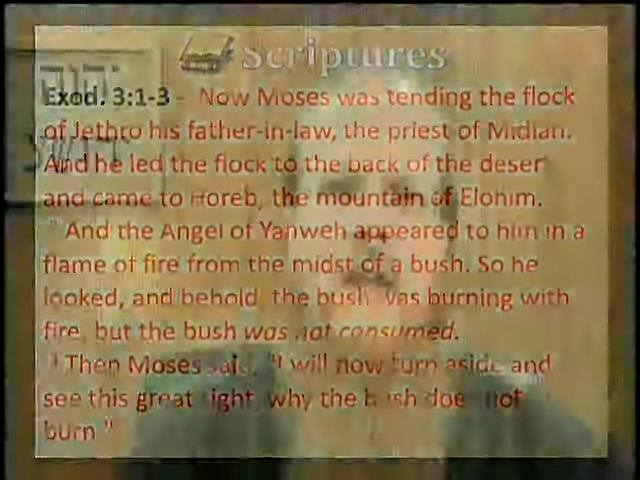 scriptures
Exod. 3:1-3 - Now Moses was tending the flock
of Jethro his father-in-law, the priest of Midian.
And he led the flock to the back of the desert
and came to Horeb, the mountain of Elohim.
And the Angel of Yahweh appeared to him in a
flame of fire from the midst of a bush. So he
looked, and behold, the bush was burning with
fire, but the bush was not consumed.
Then Moses said, "I will now turn aside and
see this great sight, why the bush does not
burn."